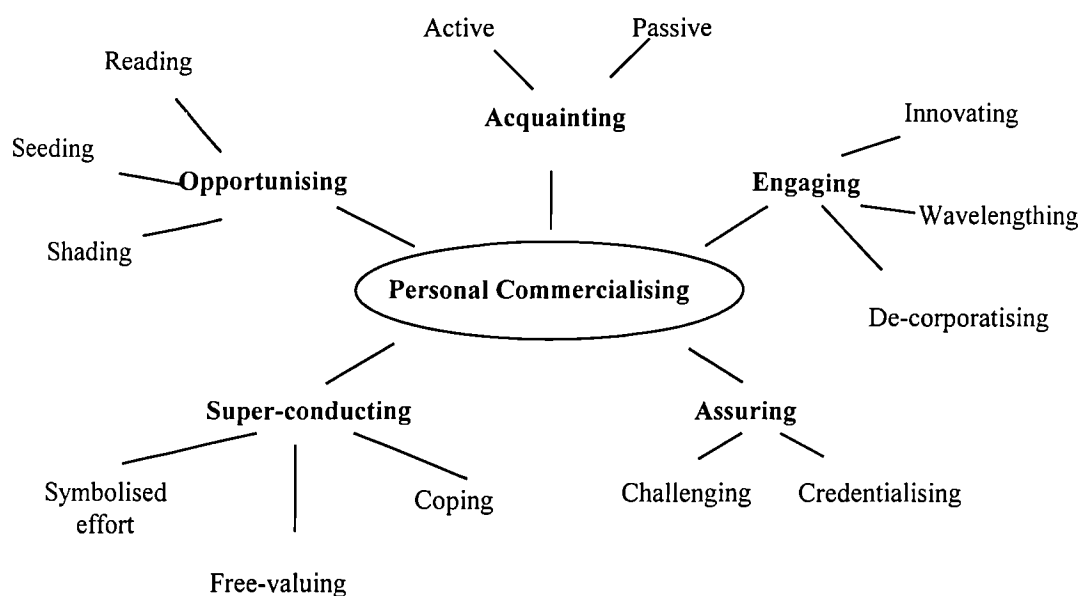 Active
Passive
Reading
Acquainting
Innovating
Seeding
Opportunising
Engaging
Wavelengthing
Shading
Personal Commercialising
De-corporatising
Super-conducting
Assuring
Symbolised
effort
Coping
Challenging
Credentialising
Free-valuing